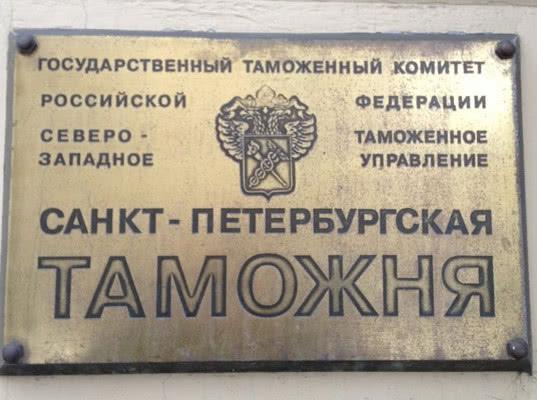 ГОСУДАРСТВЕННЫЙ ТАМОЖЕННЫЙ КОМИТЕТ
РОССИЙСКОЙ ФЕДЕРАЦИИ
СЕВЕРО - ТАМОЖЕННОЕ
ЗАПАДНОЕ УПРАВЛЕНИЕ
САНКТ - ПЕТЕРБУРГСКАЯ
ТАМОЖНЯ